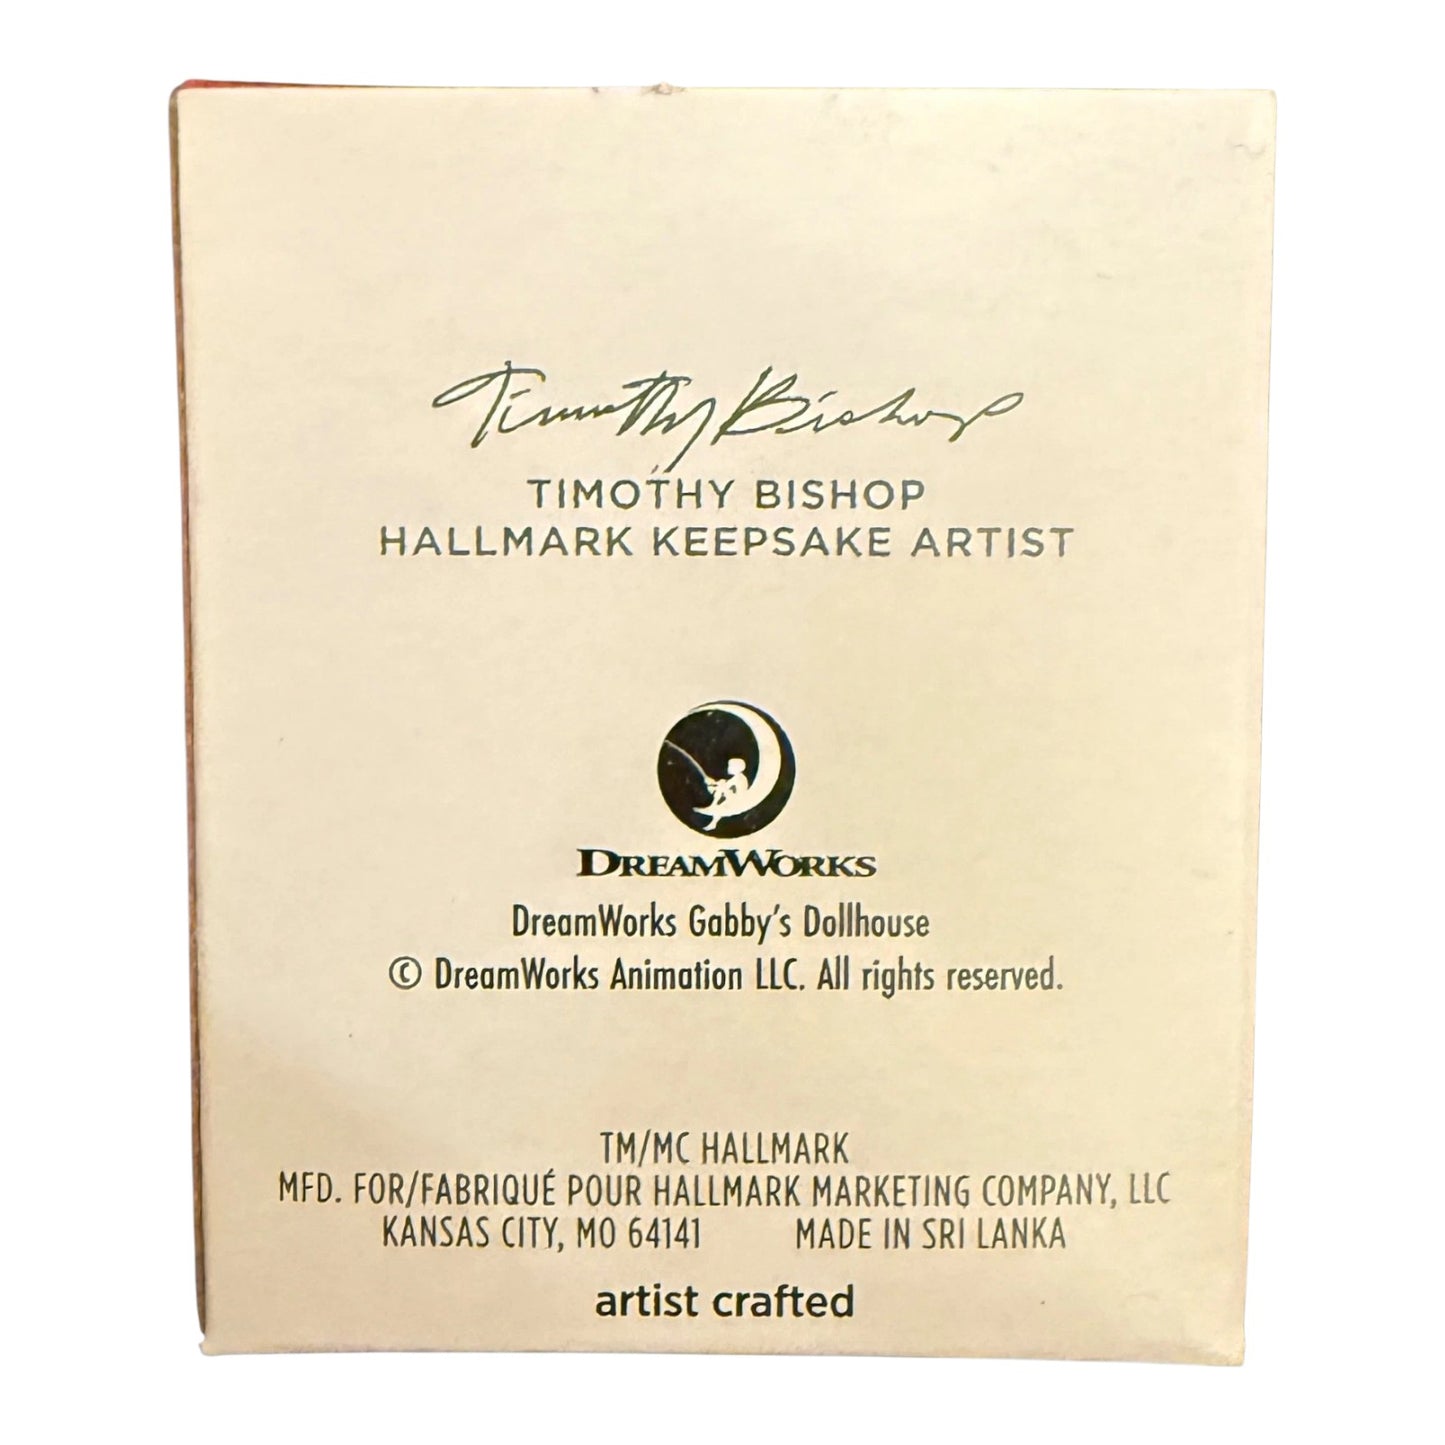 Timothy Bishop
TIMOTHY BISHOP
HALLMARK KEEPSAKE ARTIST
DREAMWORKS
DreamWorks Gabby's Dollhouse
© DreamWorks Animation LLC. All rights reserved.
TM/MC HALLMARK
MFD. FOR/FABRIQUÉ POUR HALLMARK MARKETING COMPANY, LLC
KANSAS CITY, MO 64141 MADE IN SRI LANKA
artist crafted